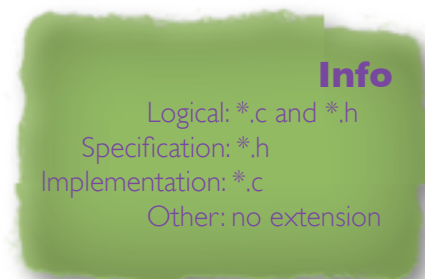 Info
Logical: *.c and *.h
Specification: *.h
Implementation: *.c
Other: no extension